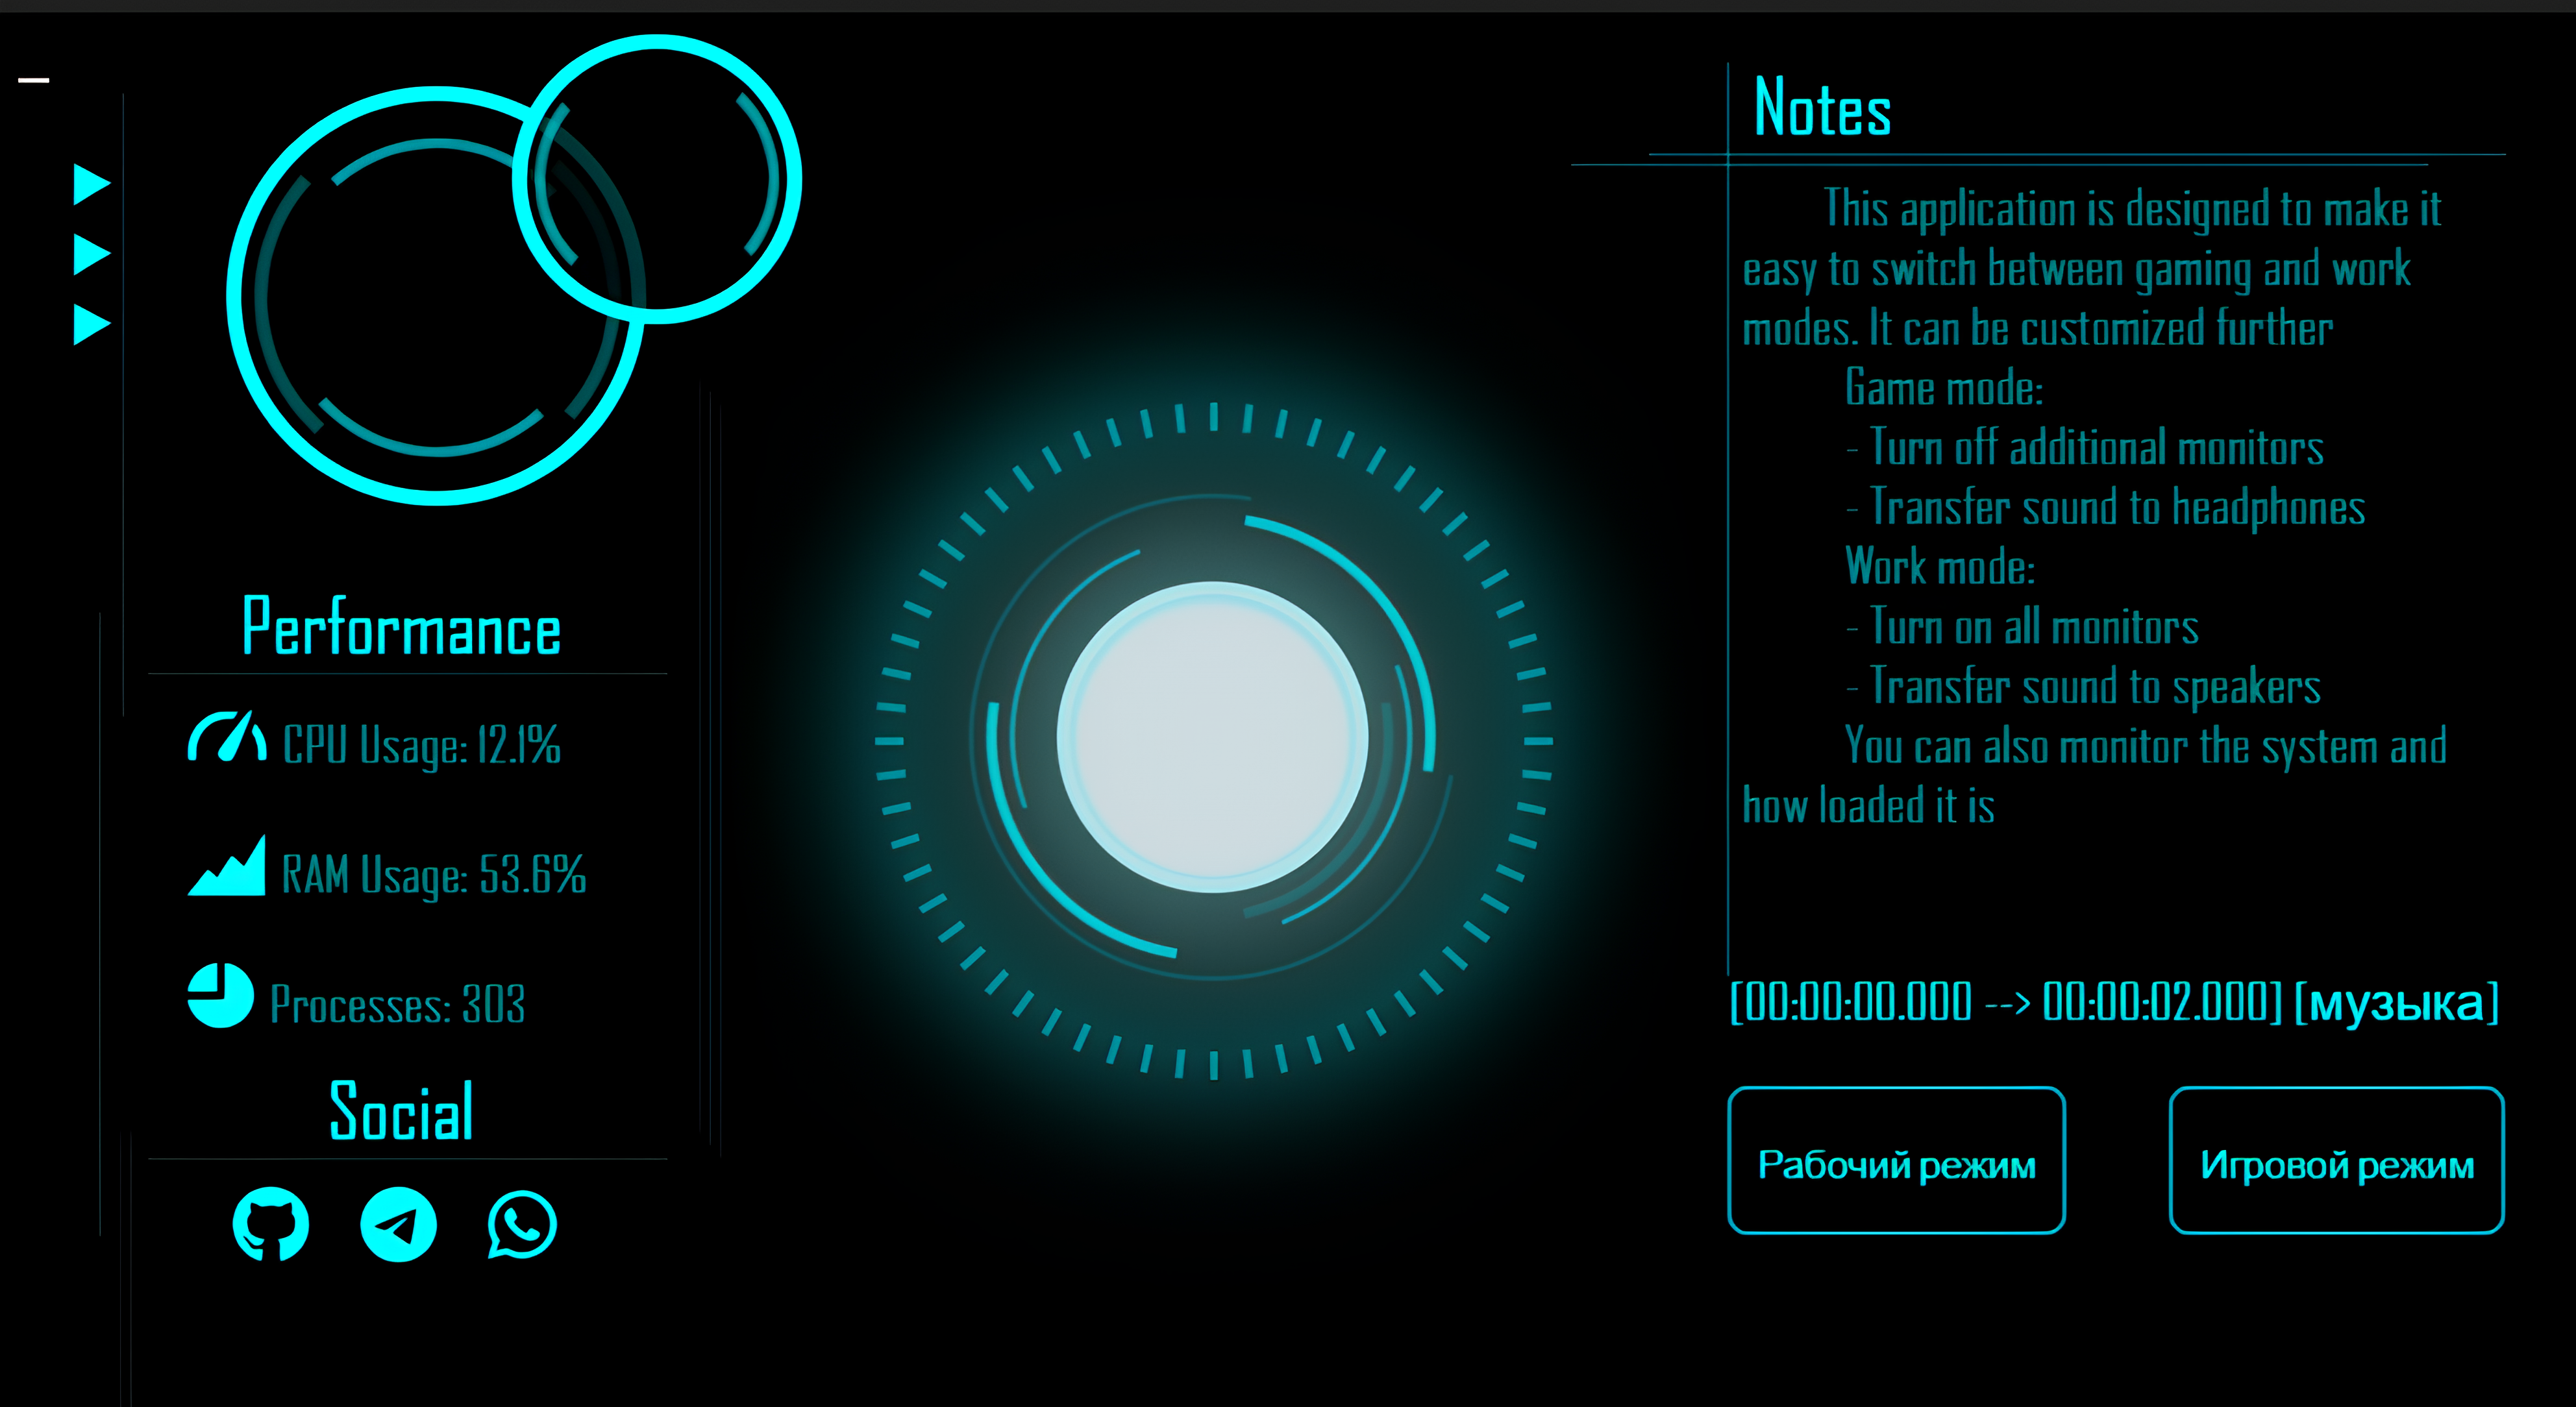 Performance
CPU Usage: 12.1%
RAM Usage: 53.6%
Processes: 303
Social
Notes
This application is designed to make it
easy to switch between gaming and work
modes. It can be customized further
Game mode:
- Turn off additional monitors
- Transfer sound to headphones
Work mode:
- Turn on all monitors
- Transfer sound to speakers
You can also monitor the system and
how loaded it is
[00:00:00.000 --> 00:00:02.000] [музыка]
Рабочий режим
Игровой режим